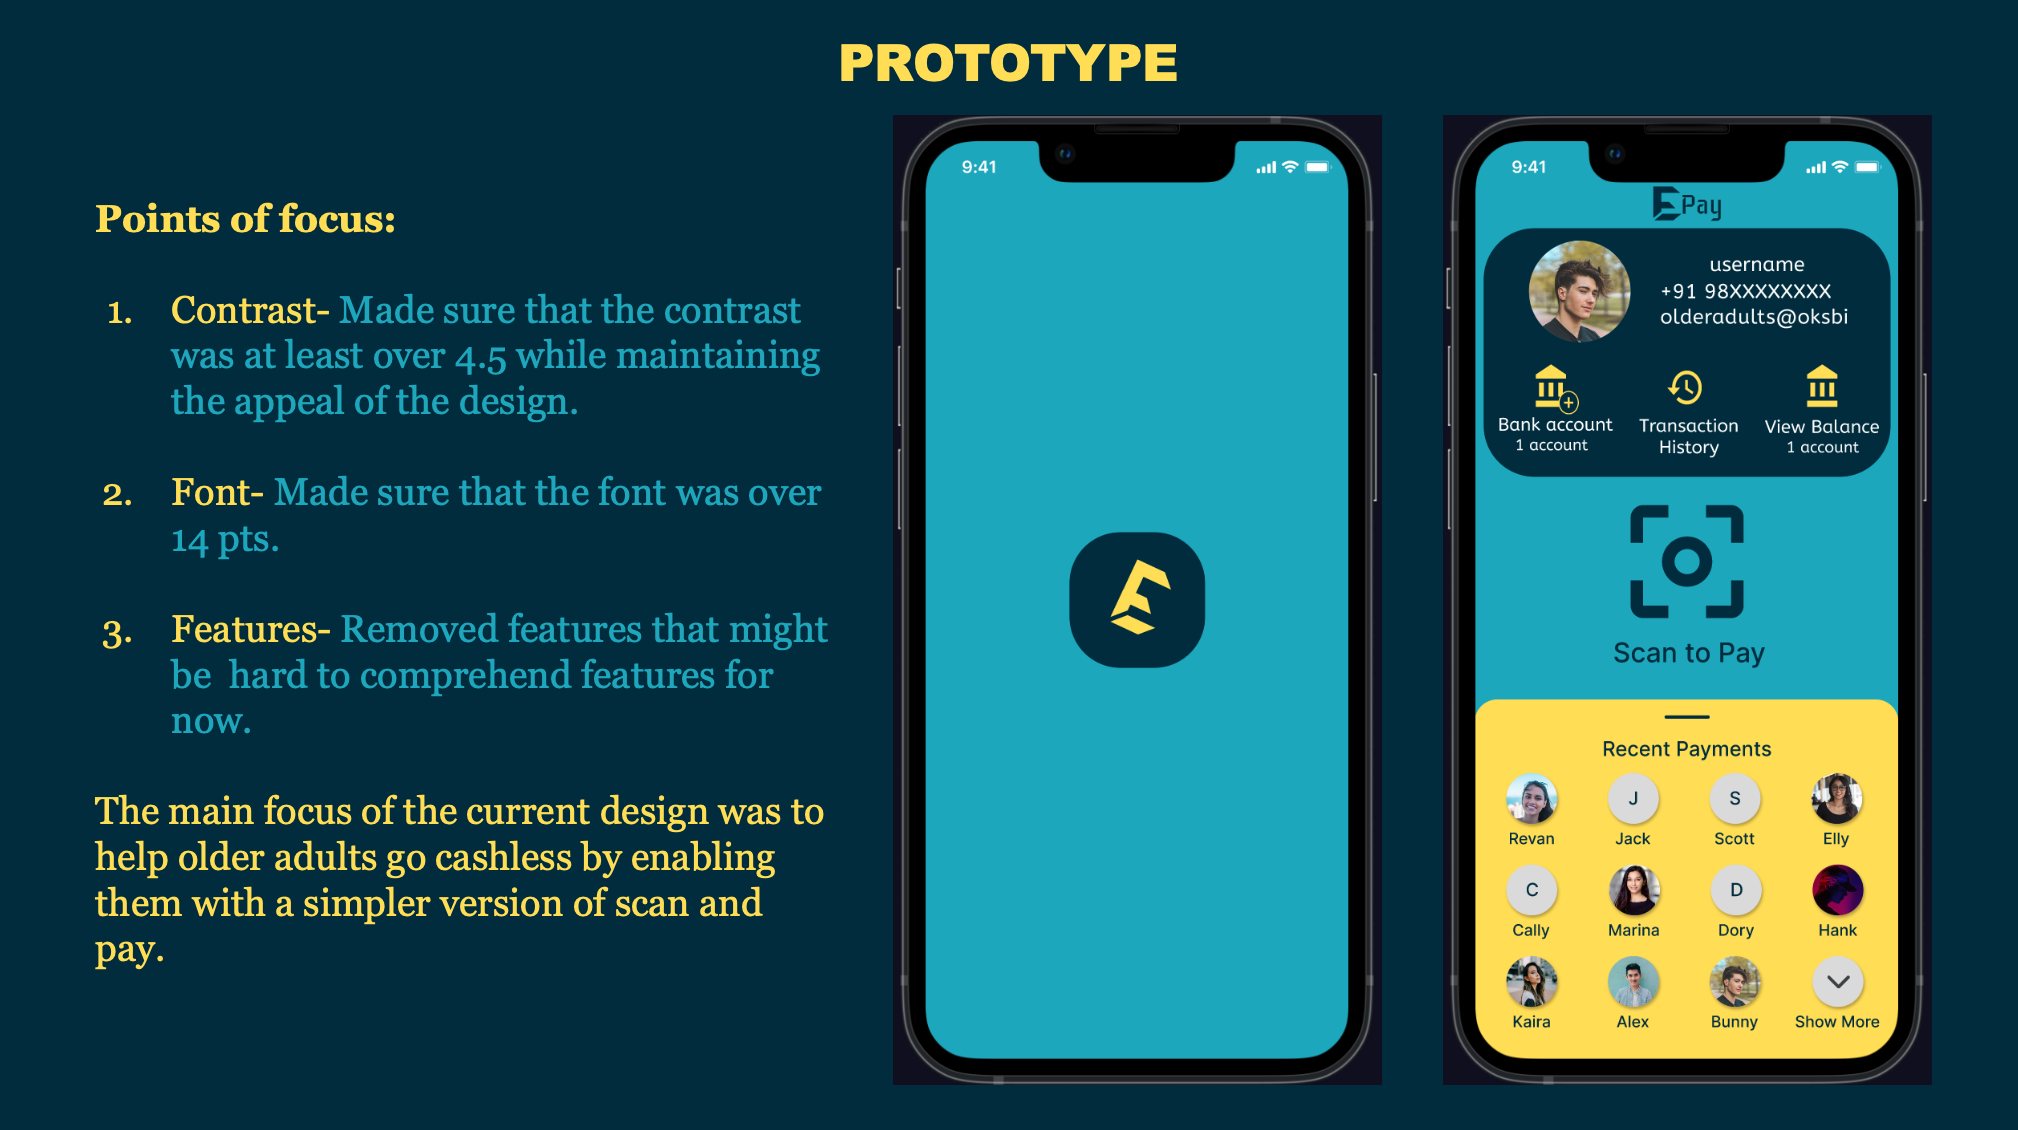 PROTOTYPE
Points of focus:
1. Contrast- Made sure that the contrast
was at least over 4.5 while maintaining
the appeal of the design.
2. Font- Made sure that the font was over
14 pts.
3. Features- Removed features that might
be  hard to comprehend features for
now.
The main focus of the current design was to
help older adults go cashless by enabling
them with a simpler version of scan and
pay.
9:41
E
9:41
E Pay
username
+91 98XXXXXXXX
olderadults@oksbi
Bank account
1 account
Transaction
History
View Balance
1 account
Scan to Pay
Recent Payments
J S
Revan Jack Scott Elly
C D
Cally Marina Dory Hank
Kaira Alex Bunny Show More